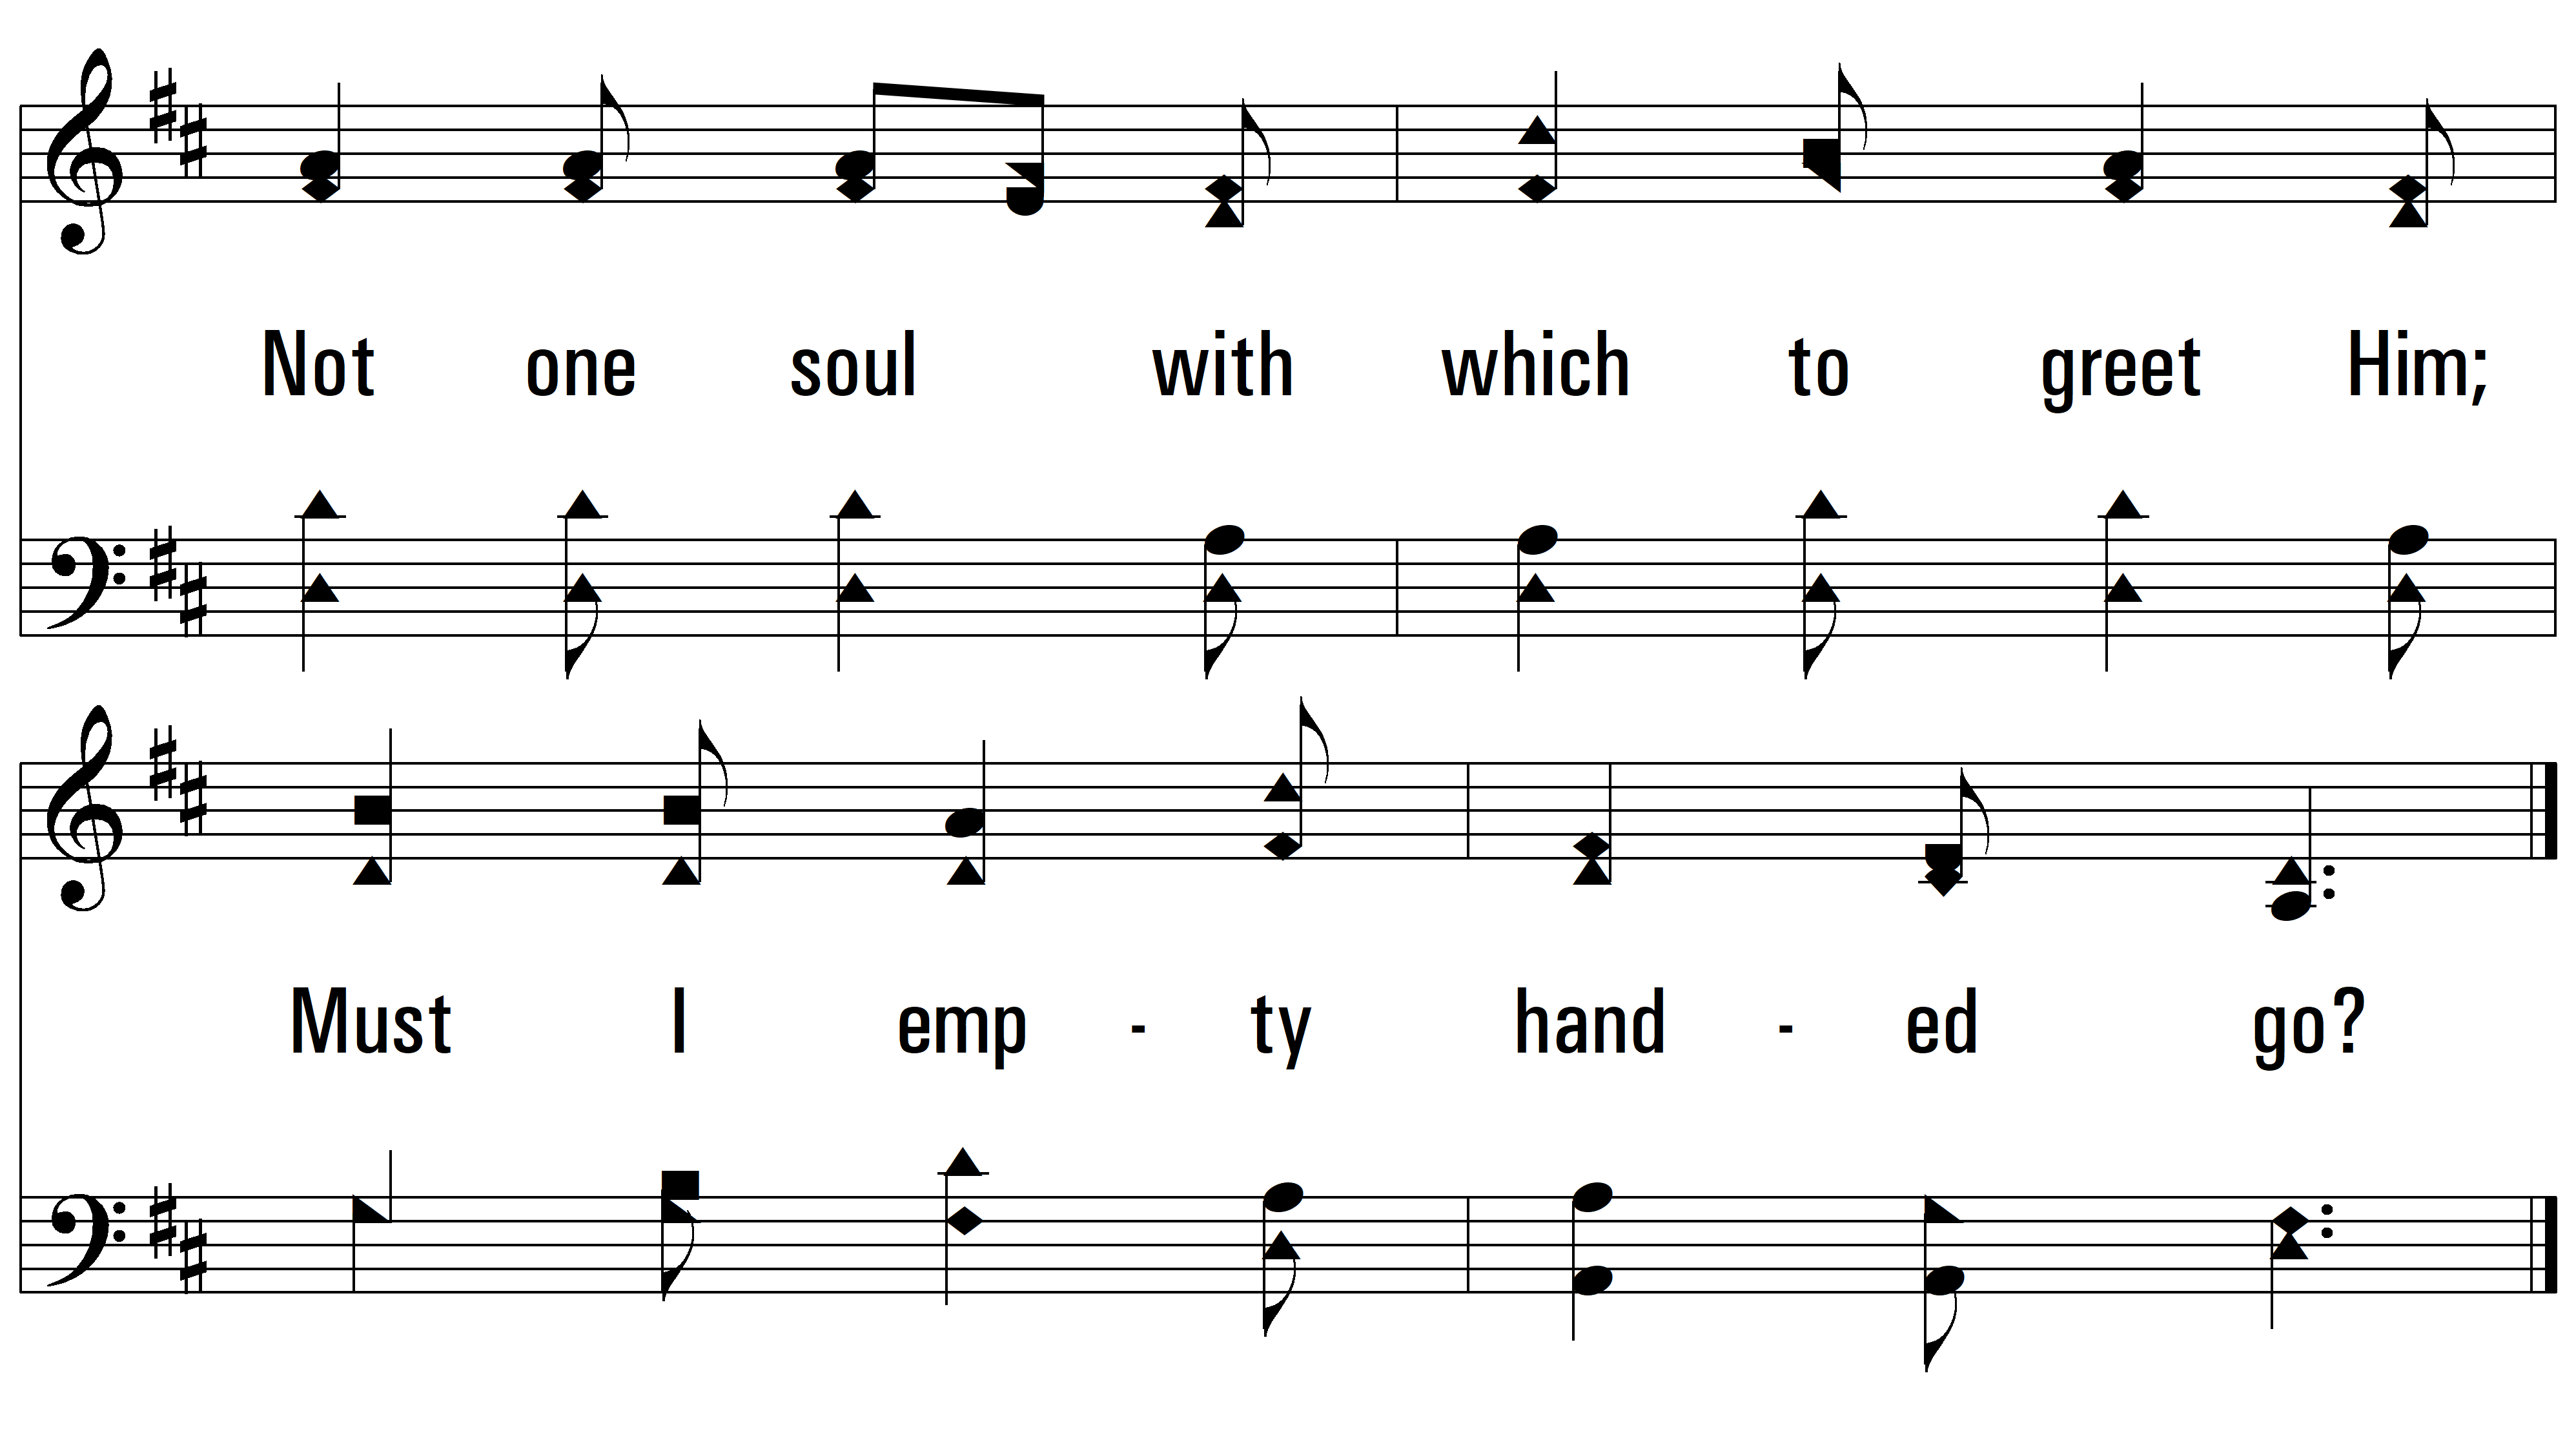 Not one soul with which to greet Him;
Must I emp - ty hand - ed go?